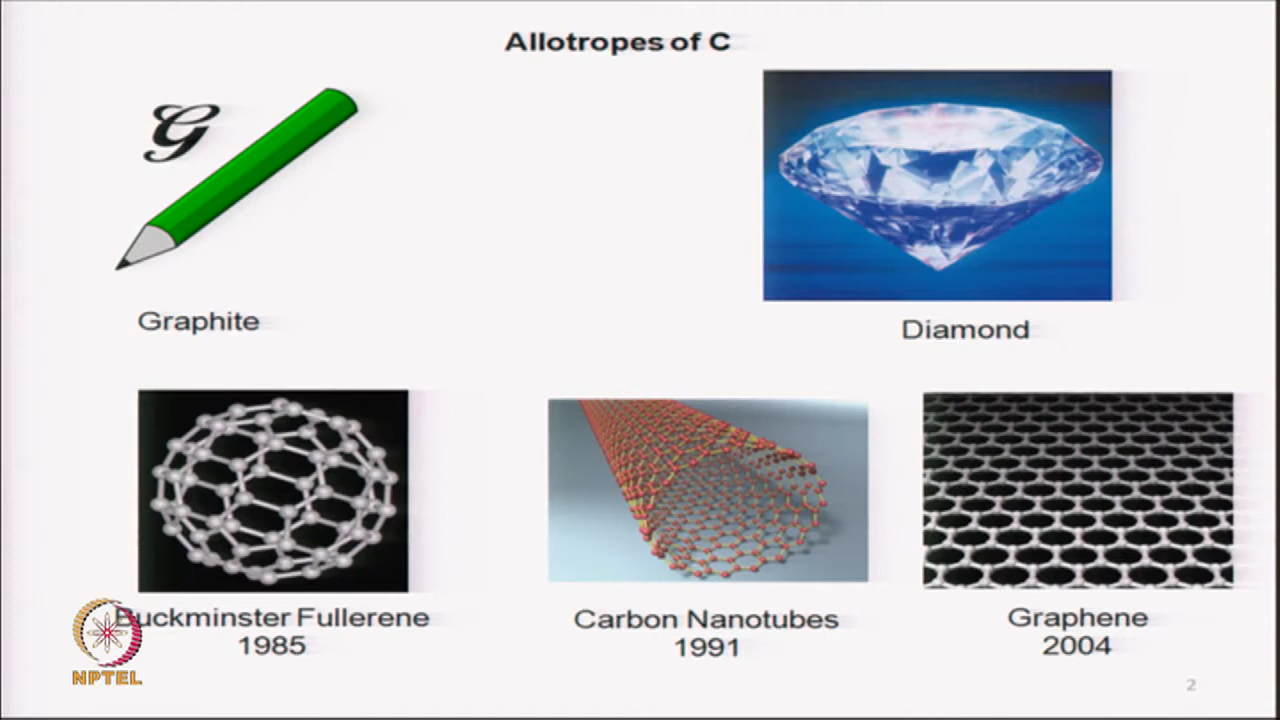 Allotropes of C
G
Graphite
Diamond
Buckminster Fullerene
1985
Carbon Nanotubes
1991
Graphene
2004
NPTEL
2